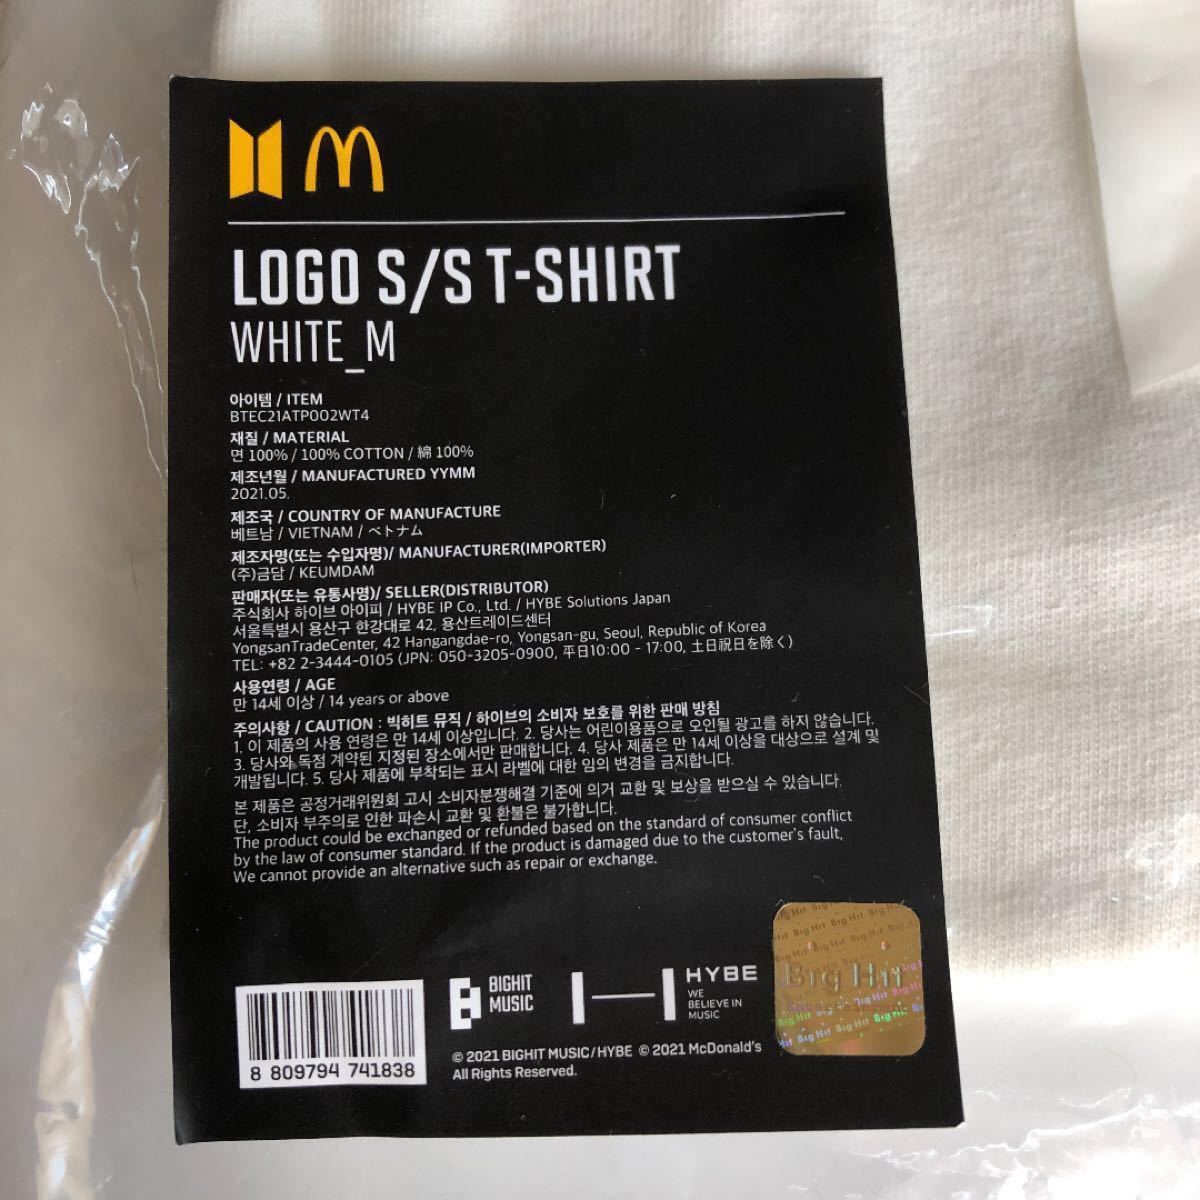 LOGO S/S T-SHIRT
WHITE_M
아이템 / ITEM
BTEC21ATP002WT4
재질 / MATERIAL
면 100% / 100% COTTON / 綿 100%
제조년월 / MANUFACTURED YYMM
2021.05.
제조국 / COUNTRY OF MANUFACTURE
베트남 / VIETNAM / ベトナム
제조자명(또는 수입자명)/ MANUFACTURER(IMPORTER)
(주)금담 / KEUMDAM
판매자(또는 유통사명)/ SELLER(DISTRIBUTOR)
주식회사 하이브 아이피 / HYBE IP Co., Ltd. / HYBE Solutions Japan
서울특별시 용산구 한강대로 42, 용산트레이드센터
YongsanTradeCenter, 42 Hangangdae-ro, Yongsan-gu, Seoul, Republic of Korea
TEL: +82 2-3444-0105 (JPN: 050-3205-0900, 平日10:00 - 17:00, 土日祝日を除く)
사용연령 / AGE
만 14세 이상 / 14 years or above
주의사항 / CAUTION : 빅히트 뮤직 / 하이브의 소비자 보호를 위한 판매 방침
1. 이 제품의 사용 연령은 만 14세 이상입니다. 2. 당사는 어린이용품으로 오인될 광고를 하지 않습니다.
3. 당사와 독점 계약된 지정된 장소에서만 판매합니다. 4. 당사 제품은 만 14세 이상을 대상으로 설계 및
개발됩니다. 5. 당사 제품에 부착되는 표시 라벨에 대한 임의 변경을 금지합니다.
본 제품은 공정거래위원회 고시 소비자분쟁해결 기준에 의거 교환 및 보상을 받으실 수 있습니다.
단, 소비자 부주의로 인한 파손시 교환 및 환불은 불가합니다.
The product could be exchanged or refunded based on the standard of consumer conflict
by the law of consumer standard. If the product is damaged due to the customer's fault,
We cannot provide an alternative such as repair or exchange.
BIGHIT
MUSIC
HYBE
WE
BELIEVE IN
MUSIC
Big Hit
8 809794 741838
© 2021 BIGHIT MUSIC/HYBE © 2021 McDonald's
All Rights Reserved.